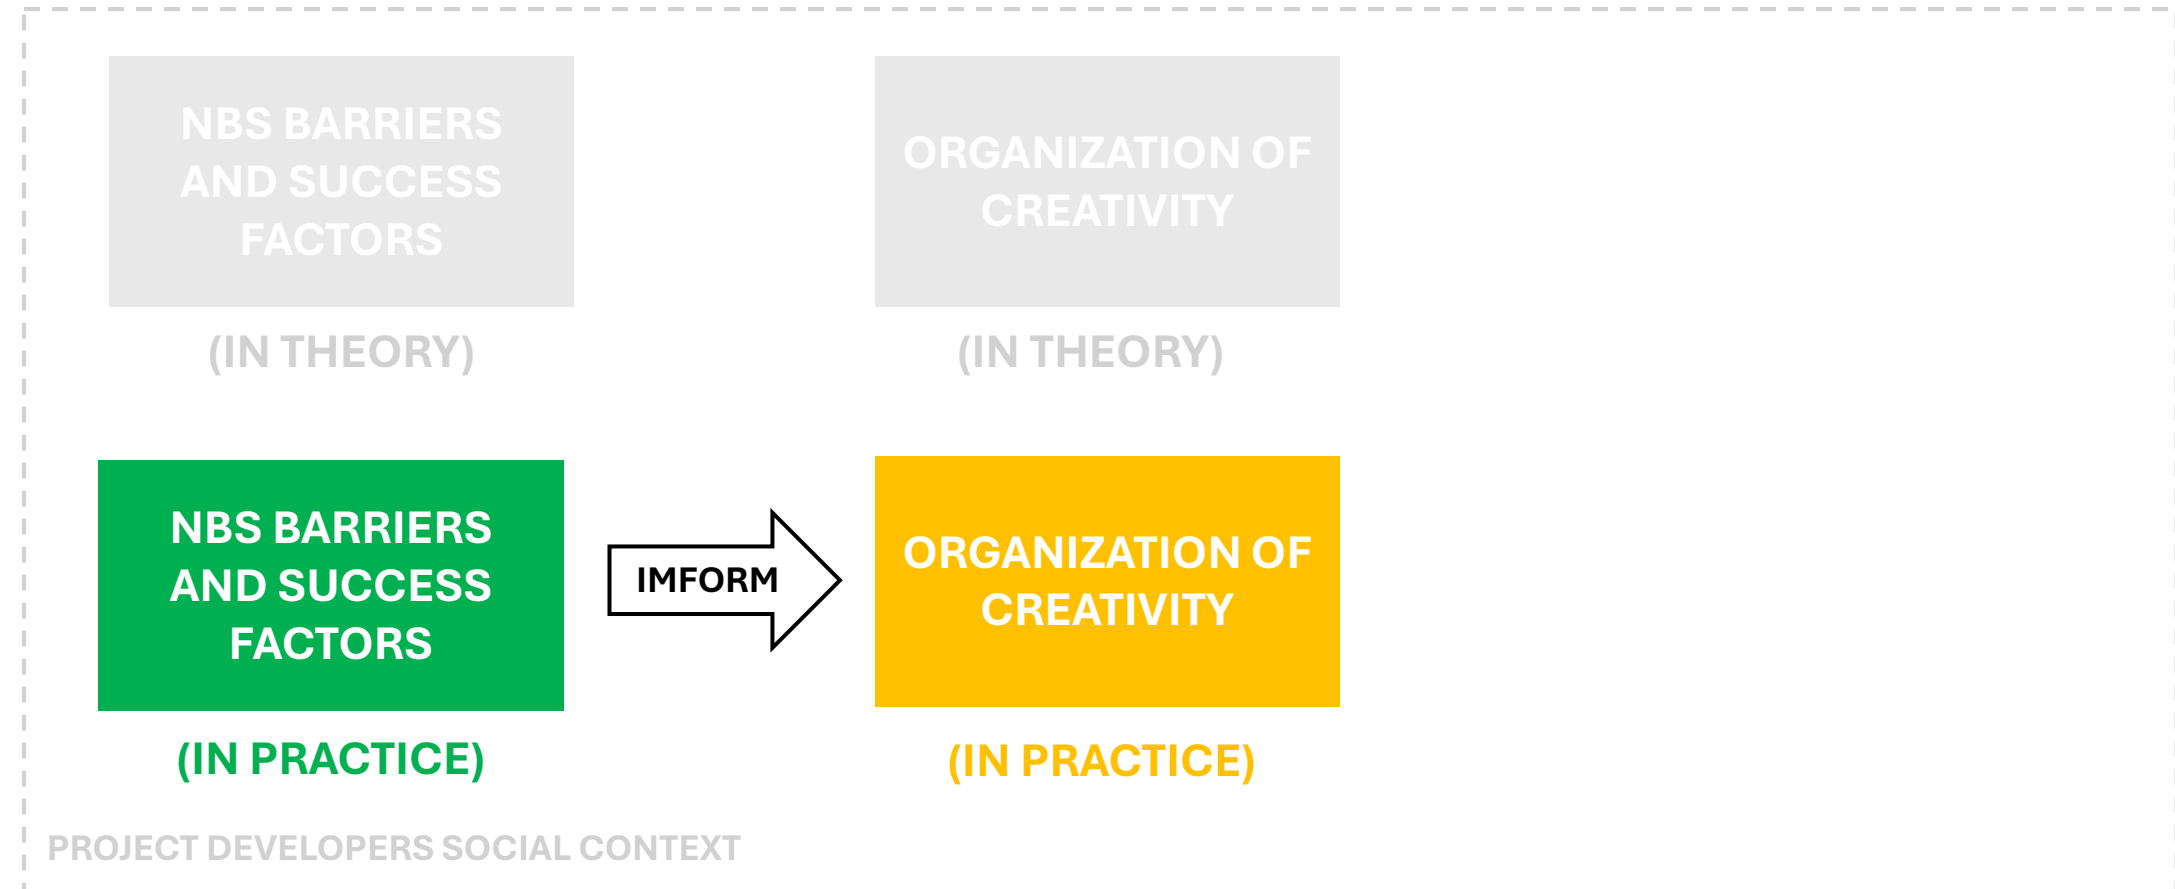 NBS BARRIERS
AND SUCCESS
FACTORS
(IN THEORY)
ORGANIZATION OF
CREATIVITY
(IN THEORY)
NBS BARRIERS
AND SUCCESS
FACTORS
(IN PRACTICE)
IMFORM
ORGANIZATION OF
CREATIVITY
(IN PRACTICE)
PROJECT DEVELOPERS SOCIAL CONTEXT